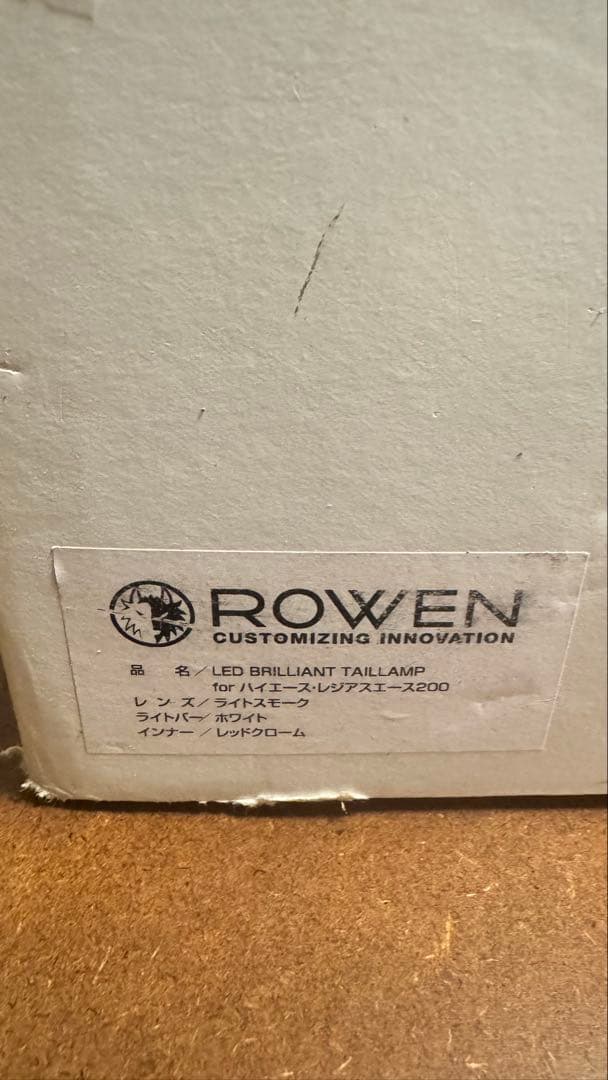 ROWEN
CUSTOMIZING INNOVATION
品 名／LED BRILLIANT TAILLAMP
for ハイエース・レジアスエース200
レ ン ズ／ライトスモーク
ライトバー／ホワイト
インナー／レッドクローム